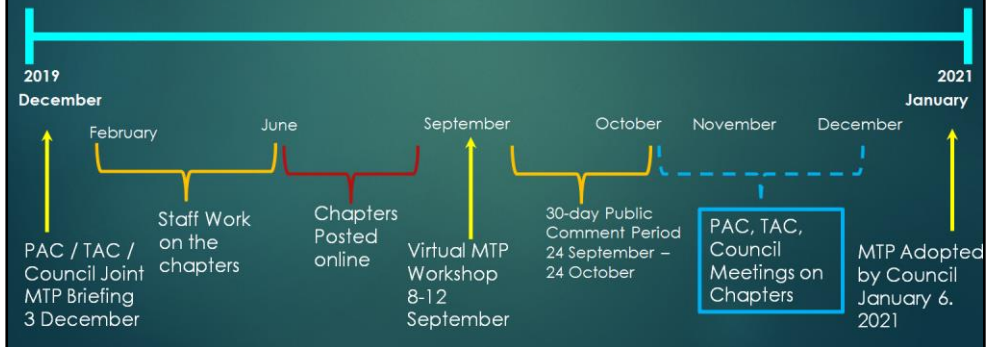 2019
December
2021
January
February
June
September
October
November
December
PAC / TAC /
Council Joint
MTP Briefing
3 December
Staff Work
on the
chapters
Chapters
Posted
online
Virtual MTP
Workshop
8-12
September
30-day Public
Comment Period
24 September –
24 October
PAC, TAC,
Council
Meetings on
Chapters
MTP Adopted
by Council
January 6.
2021